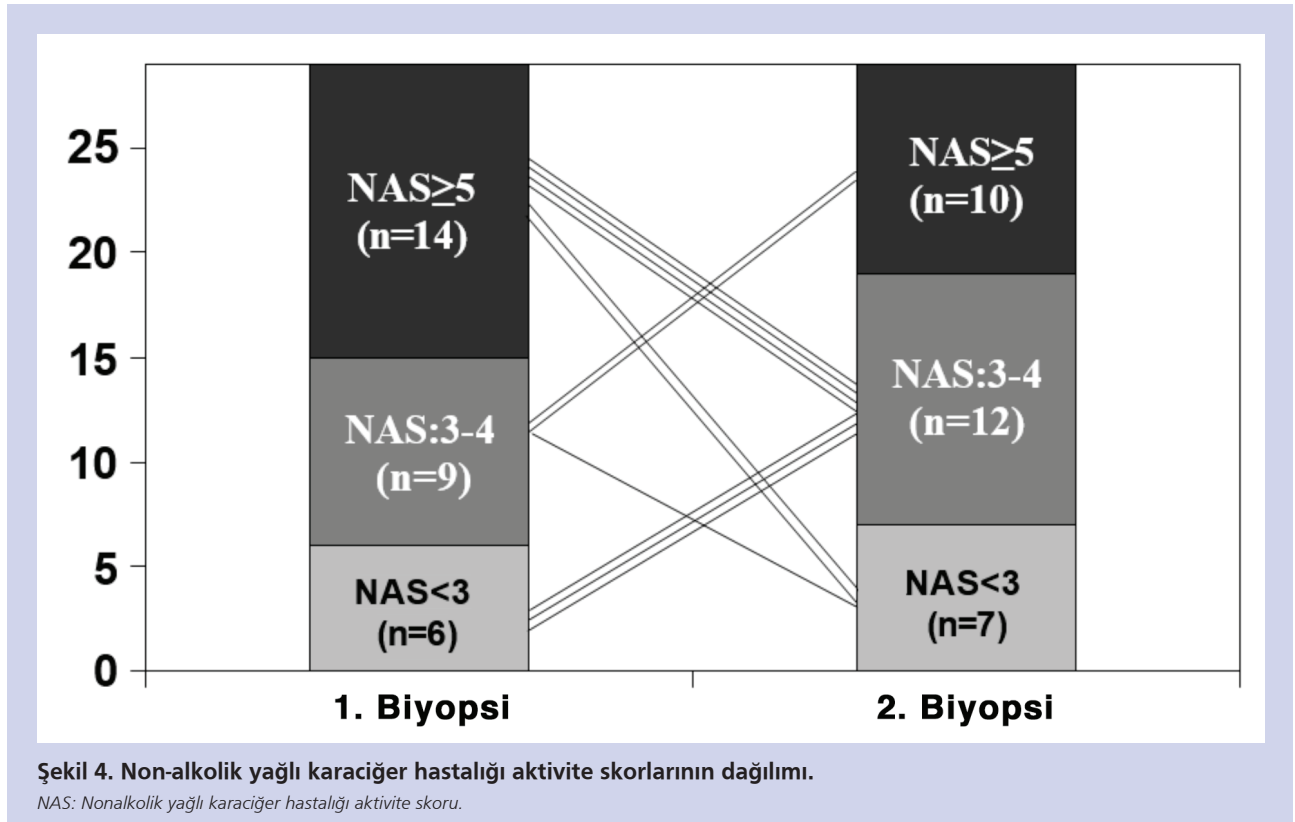 25
20
15
10
5
0
NAS≥5
(n=14)
NAS:3-4
(n=9)
NAS<3
(n=6)
NAS≥5
(n=10)
NAS:3-4
(n=12)
NAS<3
(n=7)
1. Biyopsi
2. Biyopsi
Şekil 4. Non-alkolik yağlı karaciğer hastalığı aktivite skorlarının dağılımı.
NAS: Nonalkolik yağlı karaciğer hastalığı aktivite skoru.